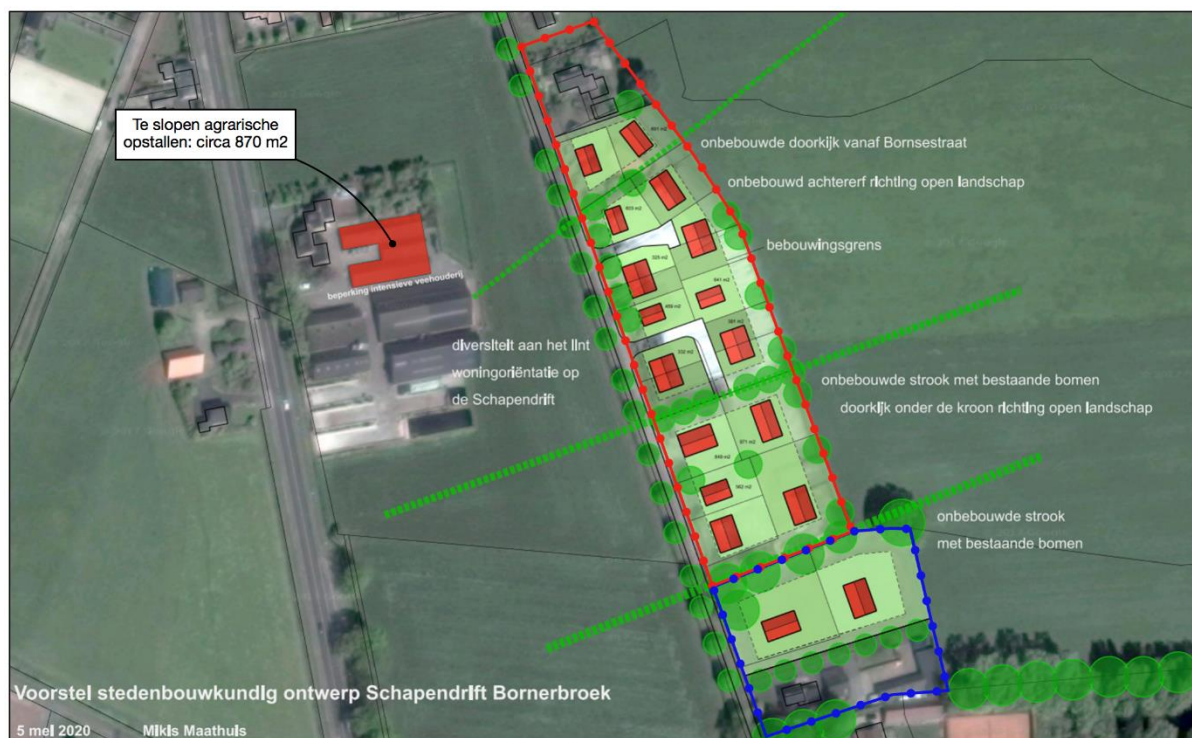 Te slopen agrarische
opstallen: circa 870 m2
onbebouwde doorkijk vanaf Bornsestraat
onbebouwd achtererf richting open landschap
bebouwingsgrens
beperking intensieve veehouderij
diversiteit aan het lint
woningoriëntatie op
de Schapendrift
onbebouwde strook met bestaande bomen
doorkijk onder de kroon richting open landschap
onbebouwde strook
met bestaande bomen
Voorstel stedenbouwkundig ontwerp Schapendrift Bornerbroek
5 mei 2020 Mikis Maathuis